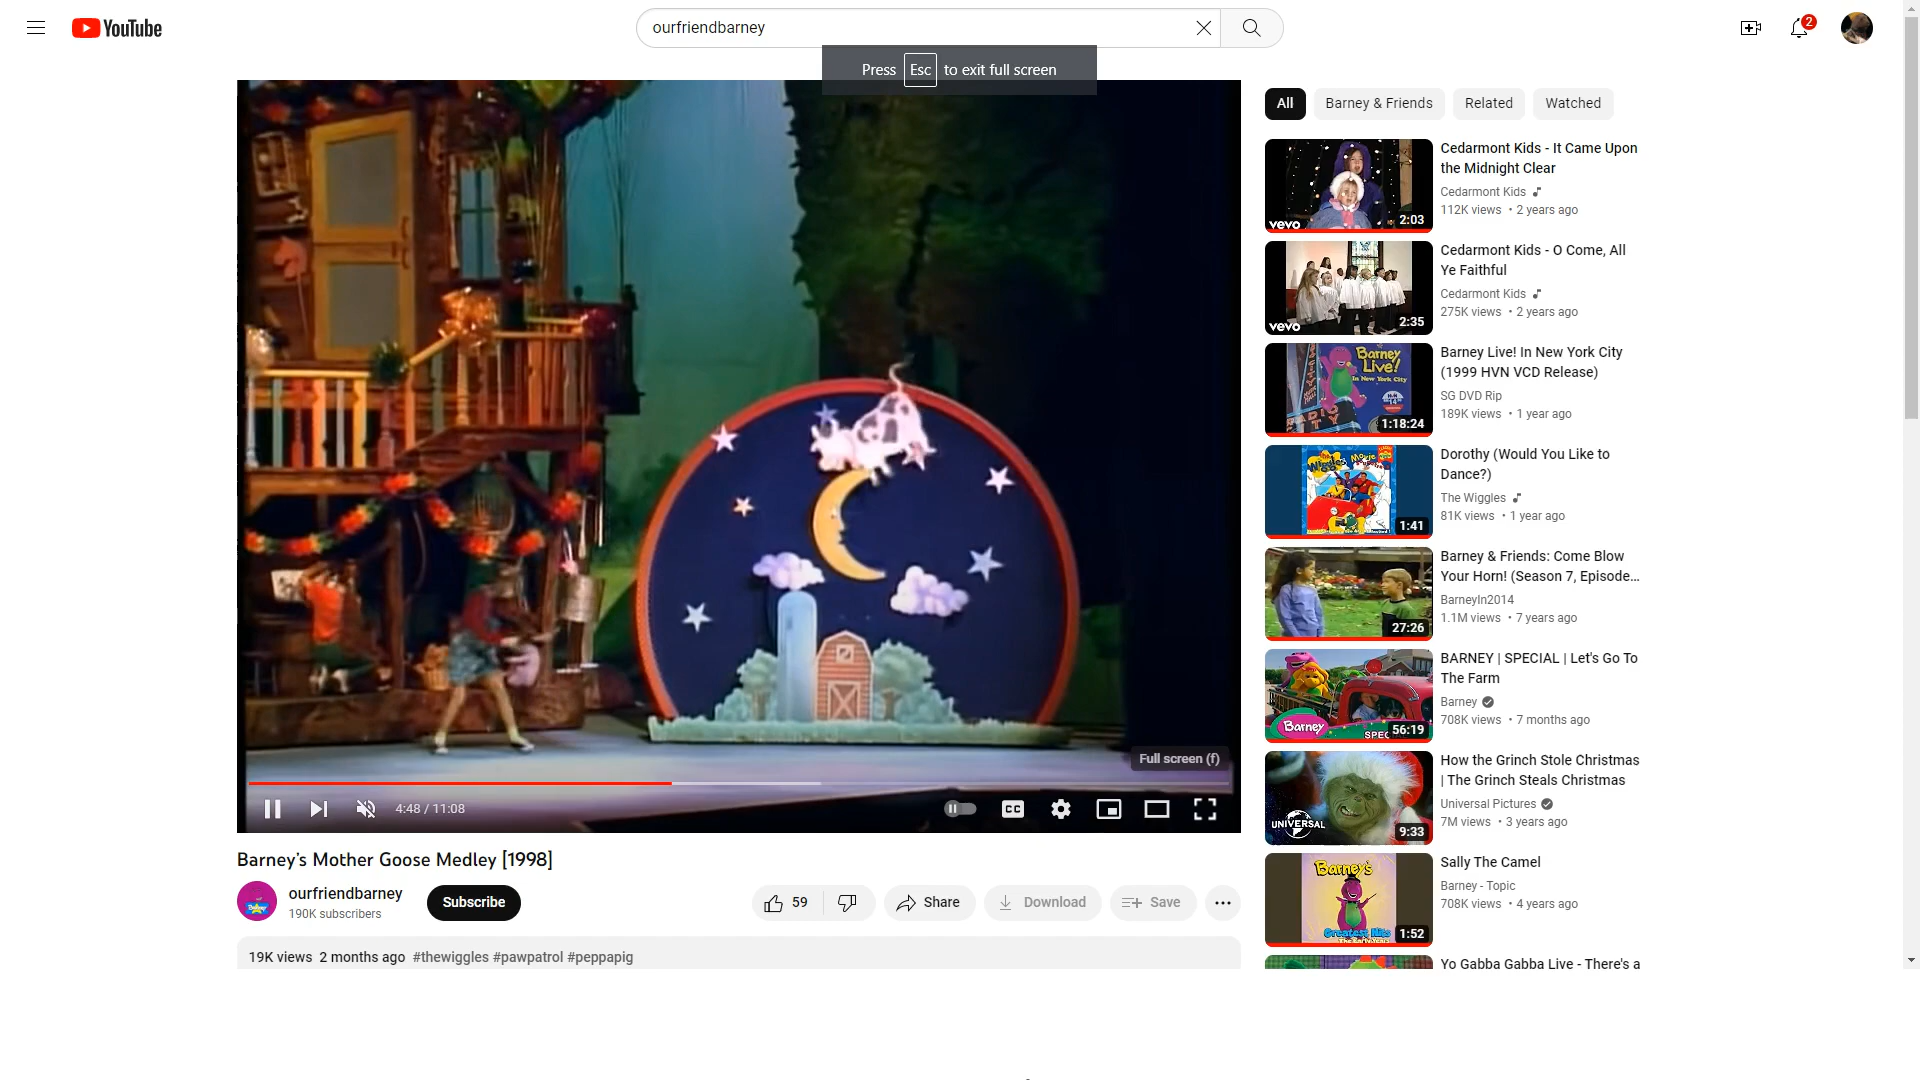 YouTube
ourfriendbarney
2
Press Esc to exit full screen
All
Barney & Friends
Related
Watched
Cedarmont Kids - It Came Upon
the Midnight Clear
Cedarmont Kids
112K views • 2 years ago
vevo
2:03
Cedarmont Kids - O Come, All
Ye Faithful
Cedarmont Kids
275K views • 2 years ago
vevo
2:35
Barney Live! In New York City
(1999 HVN VCD Release)
SG DVD Rip
189K views • 1 year ago
Barney
Live!
In New York City
1:18:24
Dorothy (Would You Like to
Dance?)
The Wiggles
81K views • 1 year ago
1:41
Barney & Friends: Come Blow
Your Horn! (Season 7, Episode...
BarneyIn2014
1.1M views • 7 years ago
27:26
BARNEY | SPECIAL | Let's Go To
The Farm
Barney
708K views • 7 months ago
Barney
56:19
How the Grinch Stole Christmas
| The Grinch Steals Christmas
Universal Pictures
7M views • 3 years ago
UNIVERSAL
9:33
Sally The Camel
Barney - Topic
708K views • 4 years ago
Barney's
Greatest Hits
1:52
Yo Gabba Gabba Live - There's a
Full screen (f)
4:48 / 11:08
CC
Barney's Mother Goose Medley [1998]
ourfriendbarney
190K subscribers
Subscribe
59
Share
Download
Save
19K views 2 months ago #thewiggles #pawpatrol #peppapig